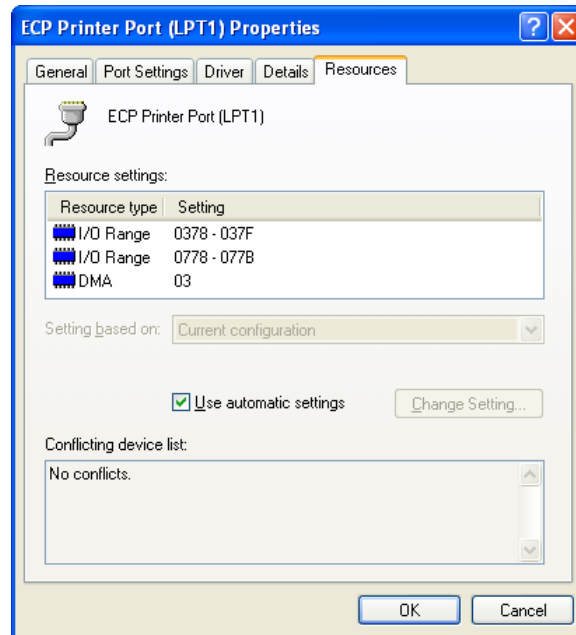 ECP Printer Port (LPT1) Properties
General Port Settings Driver Details Resources
ECP Printer Port (LPT1)
Resource settings:
Resource type Setting
I/O Range 0378 - 037F
I/O Range 0778 - 077B
DMA 03
Setting based on: Current configuration
Use automatic settings Change Setting...
Conflicting device list:
No conflicts.
OK Cancel